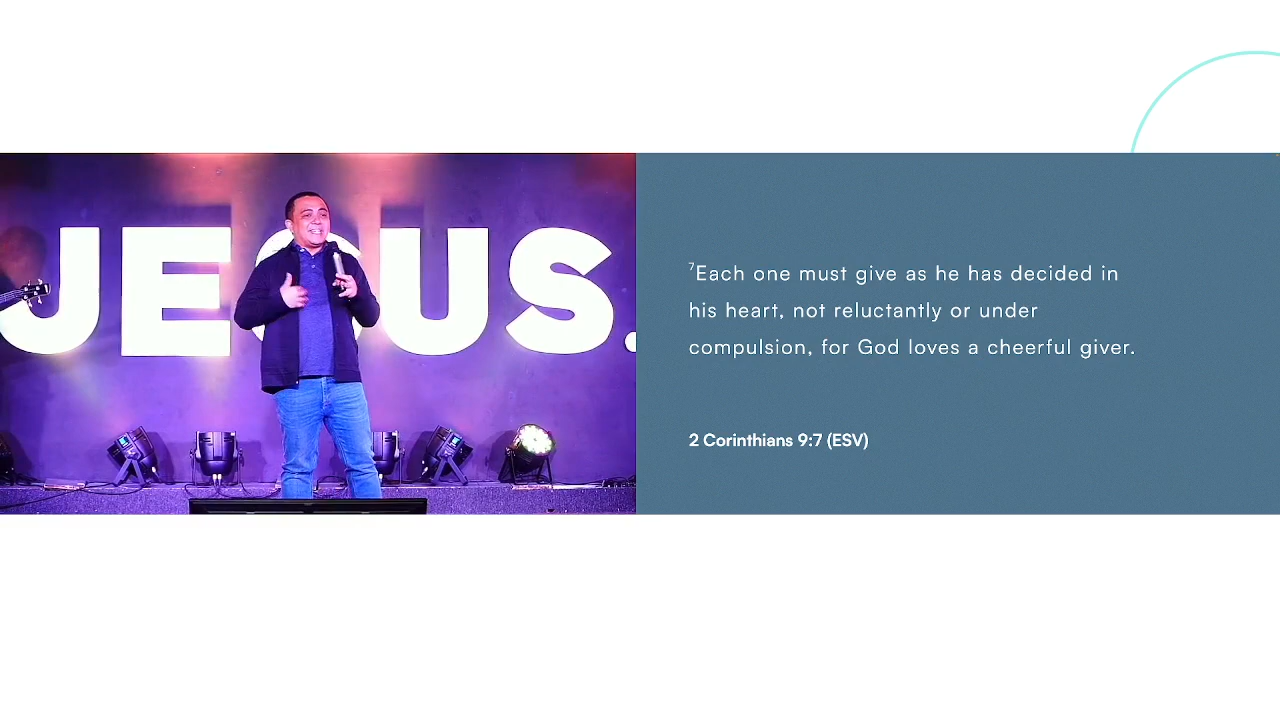 JESUS.
⁷Each one must give as he has decided in
his heart, not reluctantly or under
compulsion, for God loves a cheerful giver.
2 Corinthians 9:7 (ESV)